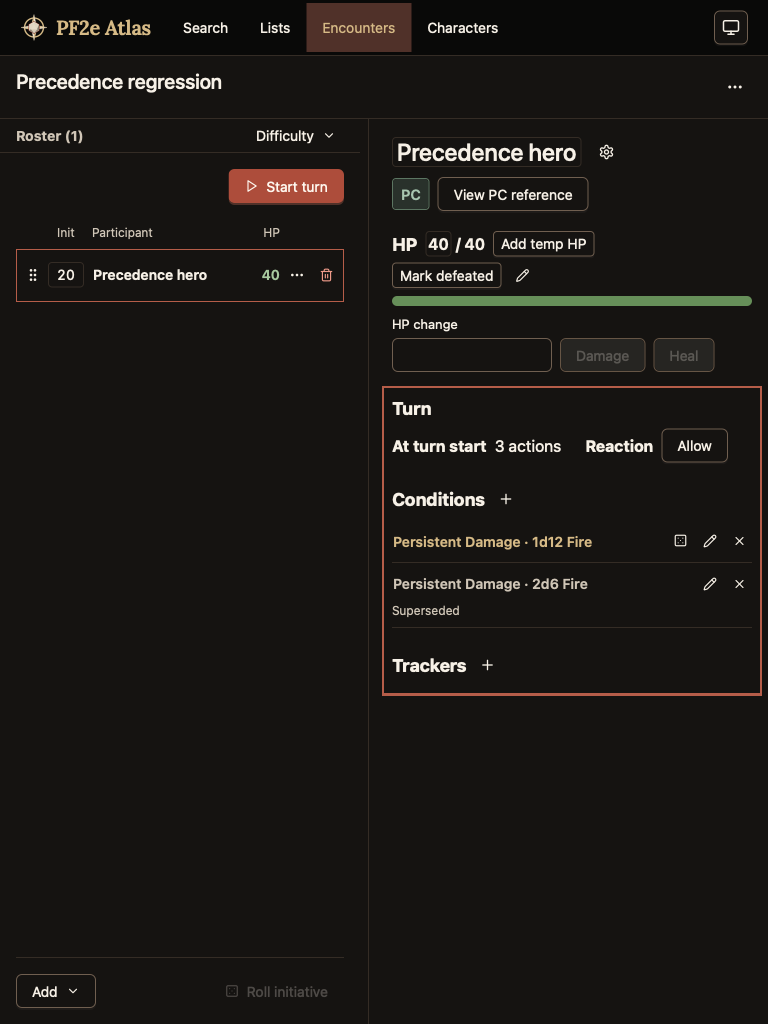 PF2e Atlas
Search
Lists
Encounters
Characters
Precedence regression
Roster (1)
Difficulty
Start turn
Init
Participant
HP
20
Precedence hero
40
Add
Roll initiative
Precedence hero
PC
View PC reference
HP 40 / 40 Add temp HP
Mark defeated
HP change
Damage
Heal
Turn
At turn start 3 actions Reaction Allow
Conditions
Persistent Damage · 1d12 Fire
Persistent Damage · 2d6 Fire
Superseded
Trackers